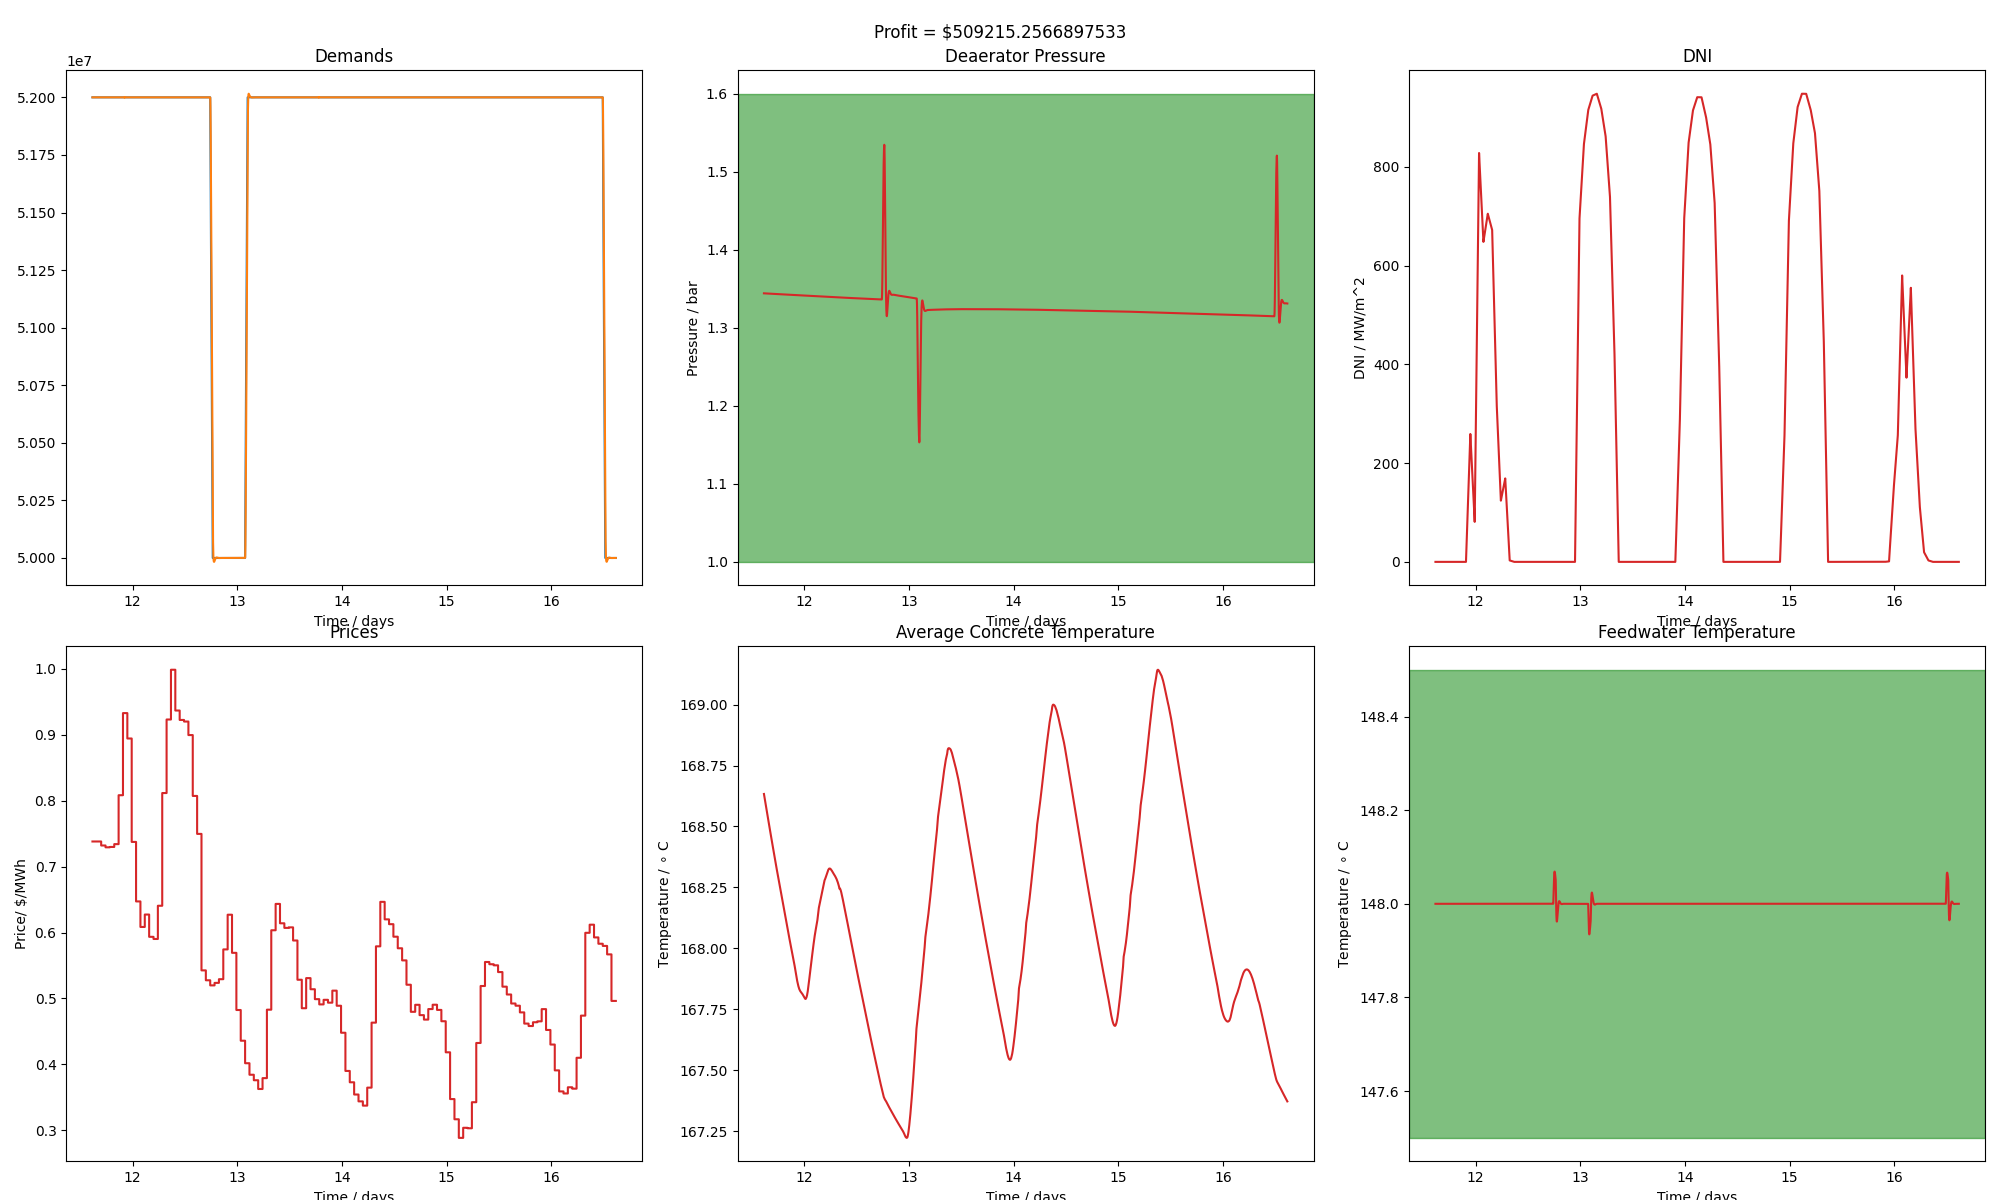 Profit = $509215.2566897533
Demands
1e7
5.200
5.175
5.150
5.125
5.100
5.075
5.050
5.025
5.000
12 13 14 15 16
Time / days
Deaerator Pressure
Pressure / bar
1.6
1.5
1.4
1.3
1.2
1.1
1.0
12 13 14 15 16
Time / days
DNI
DNI / MW/m^2
800
600
400
200
0
12 13 14 15 16
Time / days
Prices
Price/ $/MWh
1.0
0.9
0.8
0.7
0.6
0.5
0.4
0.3
12 13 14 15 16
Time / days
Average Concrete Temperature
Temperature / ∘ C
169.00
168.75
168.50
168.25
168.00
167.75
167.50
167.25
12 13 14 15 16
Time / days
Feedwater Temperature
Temperature / ∘ C
148.4
148.2
148.0
147.8
147.6
12 13 14 15 16
Time / days